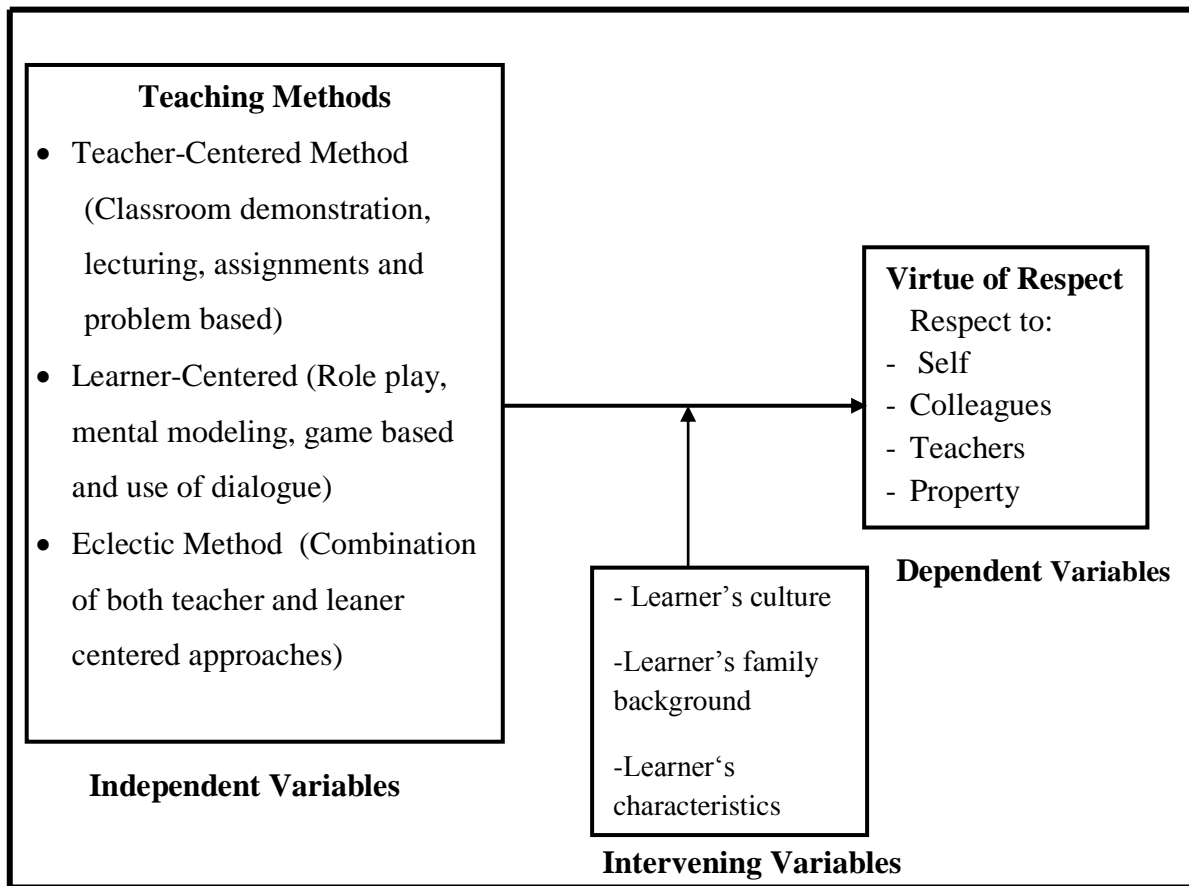 Teaching Methods
• Teacher-Centered Method
(Classroom demonstration,
lecturing, assignments and
problem based)
• Learner-Centered (Role play,
mental modeling, game based
and use of dialogue)
• Eclectic Method (Combination
of both teacher and leaner
centered approaches)
Independent Variables
- Learner’s culture
-Learner’s family
background
-Learner‘s
characteristics
Intervening Variables
Virtue of Respect
Respect to:
- Self
- Colleagues
- Teachers
- Property
Dependent Variables